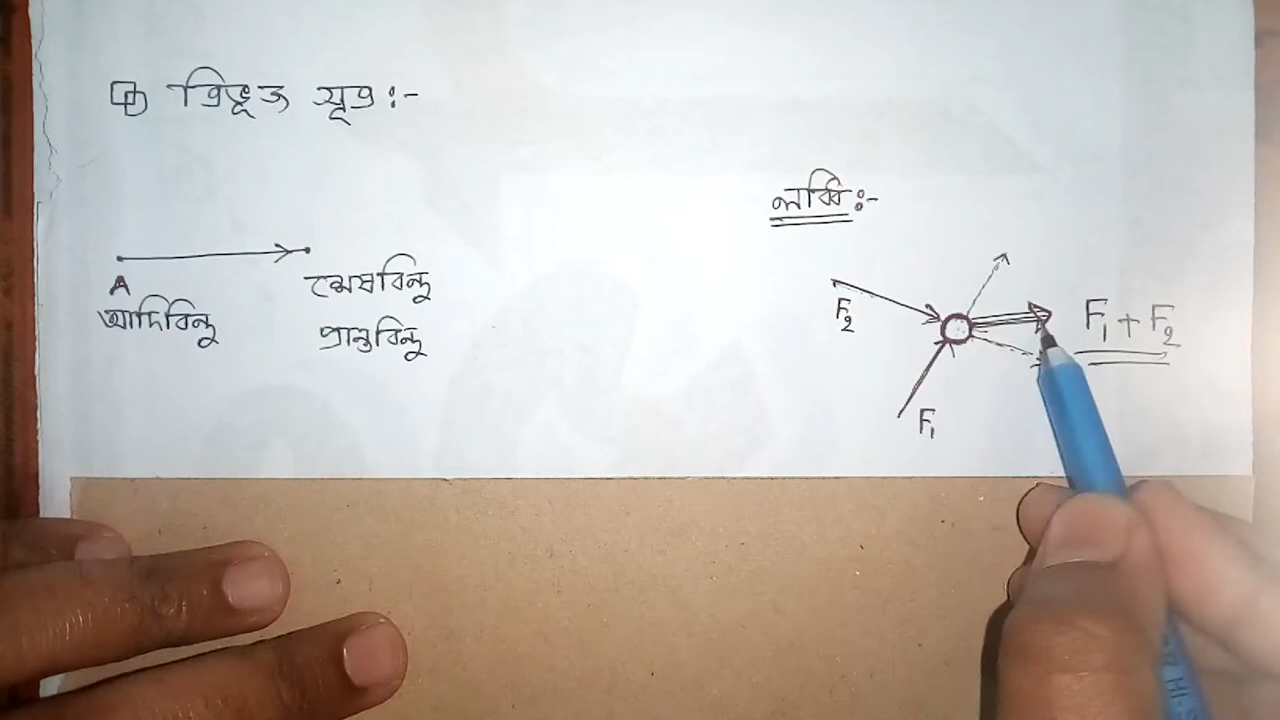 ত্রিভূজ সূত্র:-
A
আদিবিন্দু
শেষবিন্দু
প্রান্তবিন্দু
লব্ধি:-
F₂
F₁
F₁ + F₂